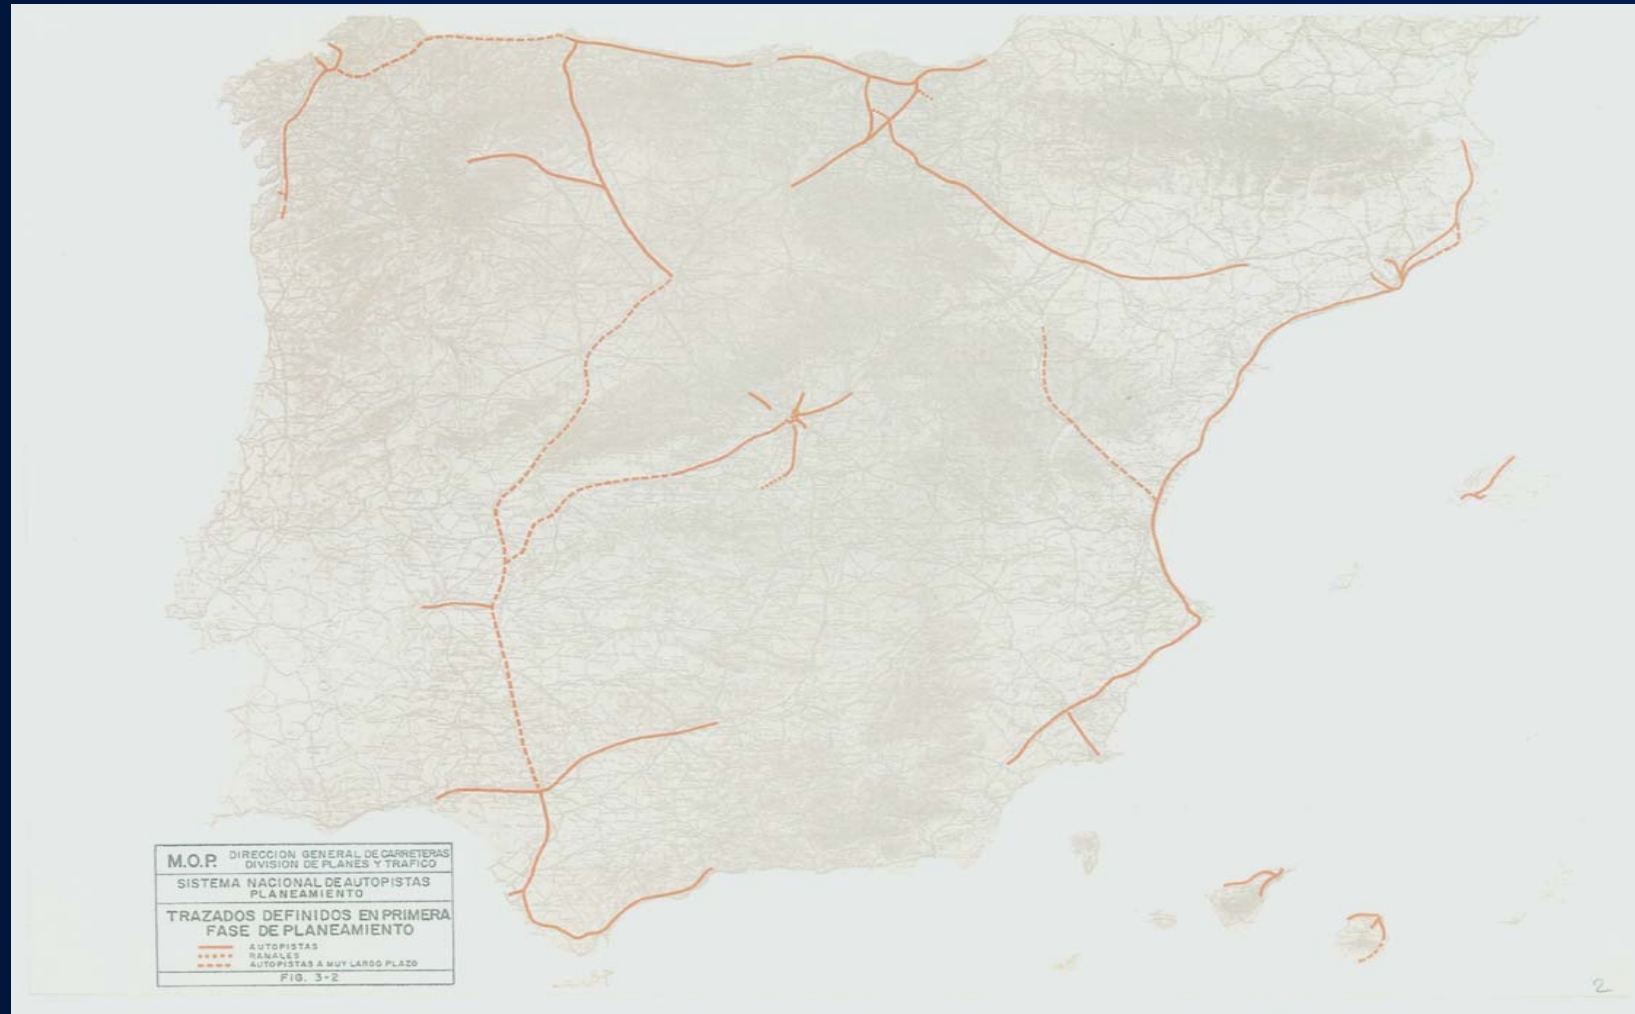 M.O.P. DIRECCION GENERAL DE CARRETERAS
DIVISION DE PLANES Y TRAFICO
SISTEMA NACIONAL DE AUTOPISTAS
PLANEAMIENTO
TRAZADOS DEFINIDOS EN PRIMERA
FASE DE PLANEAMIENTO
AUTOPISTAS
RAMALES
AUTOPISTAS A MUY LARGO PLAZO
FIG. 3-2
2